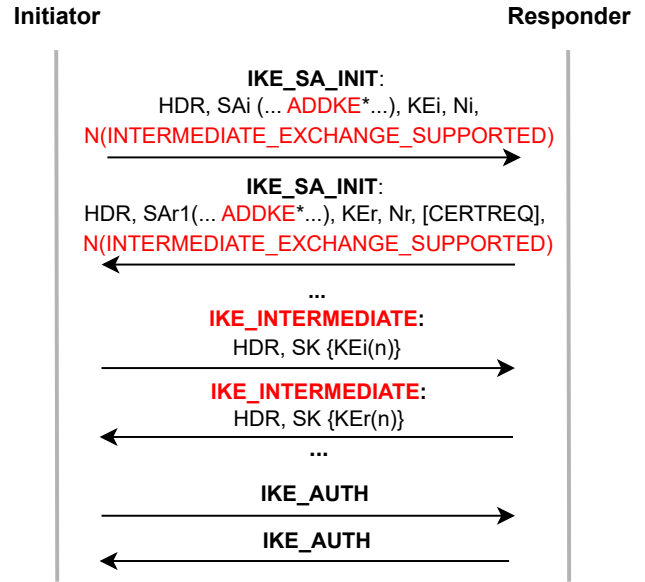 Initiator Responder
IKE_SA_INIT:
HDR, SAi (... ADDKE*...), KEi, Ni,
N(INTERMEDIATE_EXCHANGE_SUPPORTED)
IKE_SA_INIT:
HDR, SAr1(... ADDKE*...), KEr, Nr, [CERTREQ],
N(INTERMEDIATE_EXCHANGE_SUPPORTED)
...
IKE_INTERMEDIATE:
HDR, SK {KEi(n)}
IKE_INTERMEDIATE:
HDR, SK {KEr(n)}
...
IKE_AUTH
IKE_AUTH